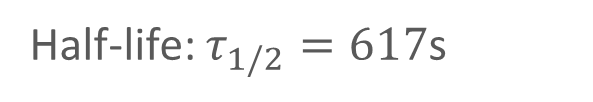 Half-life: τ₁/₂ = 617s